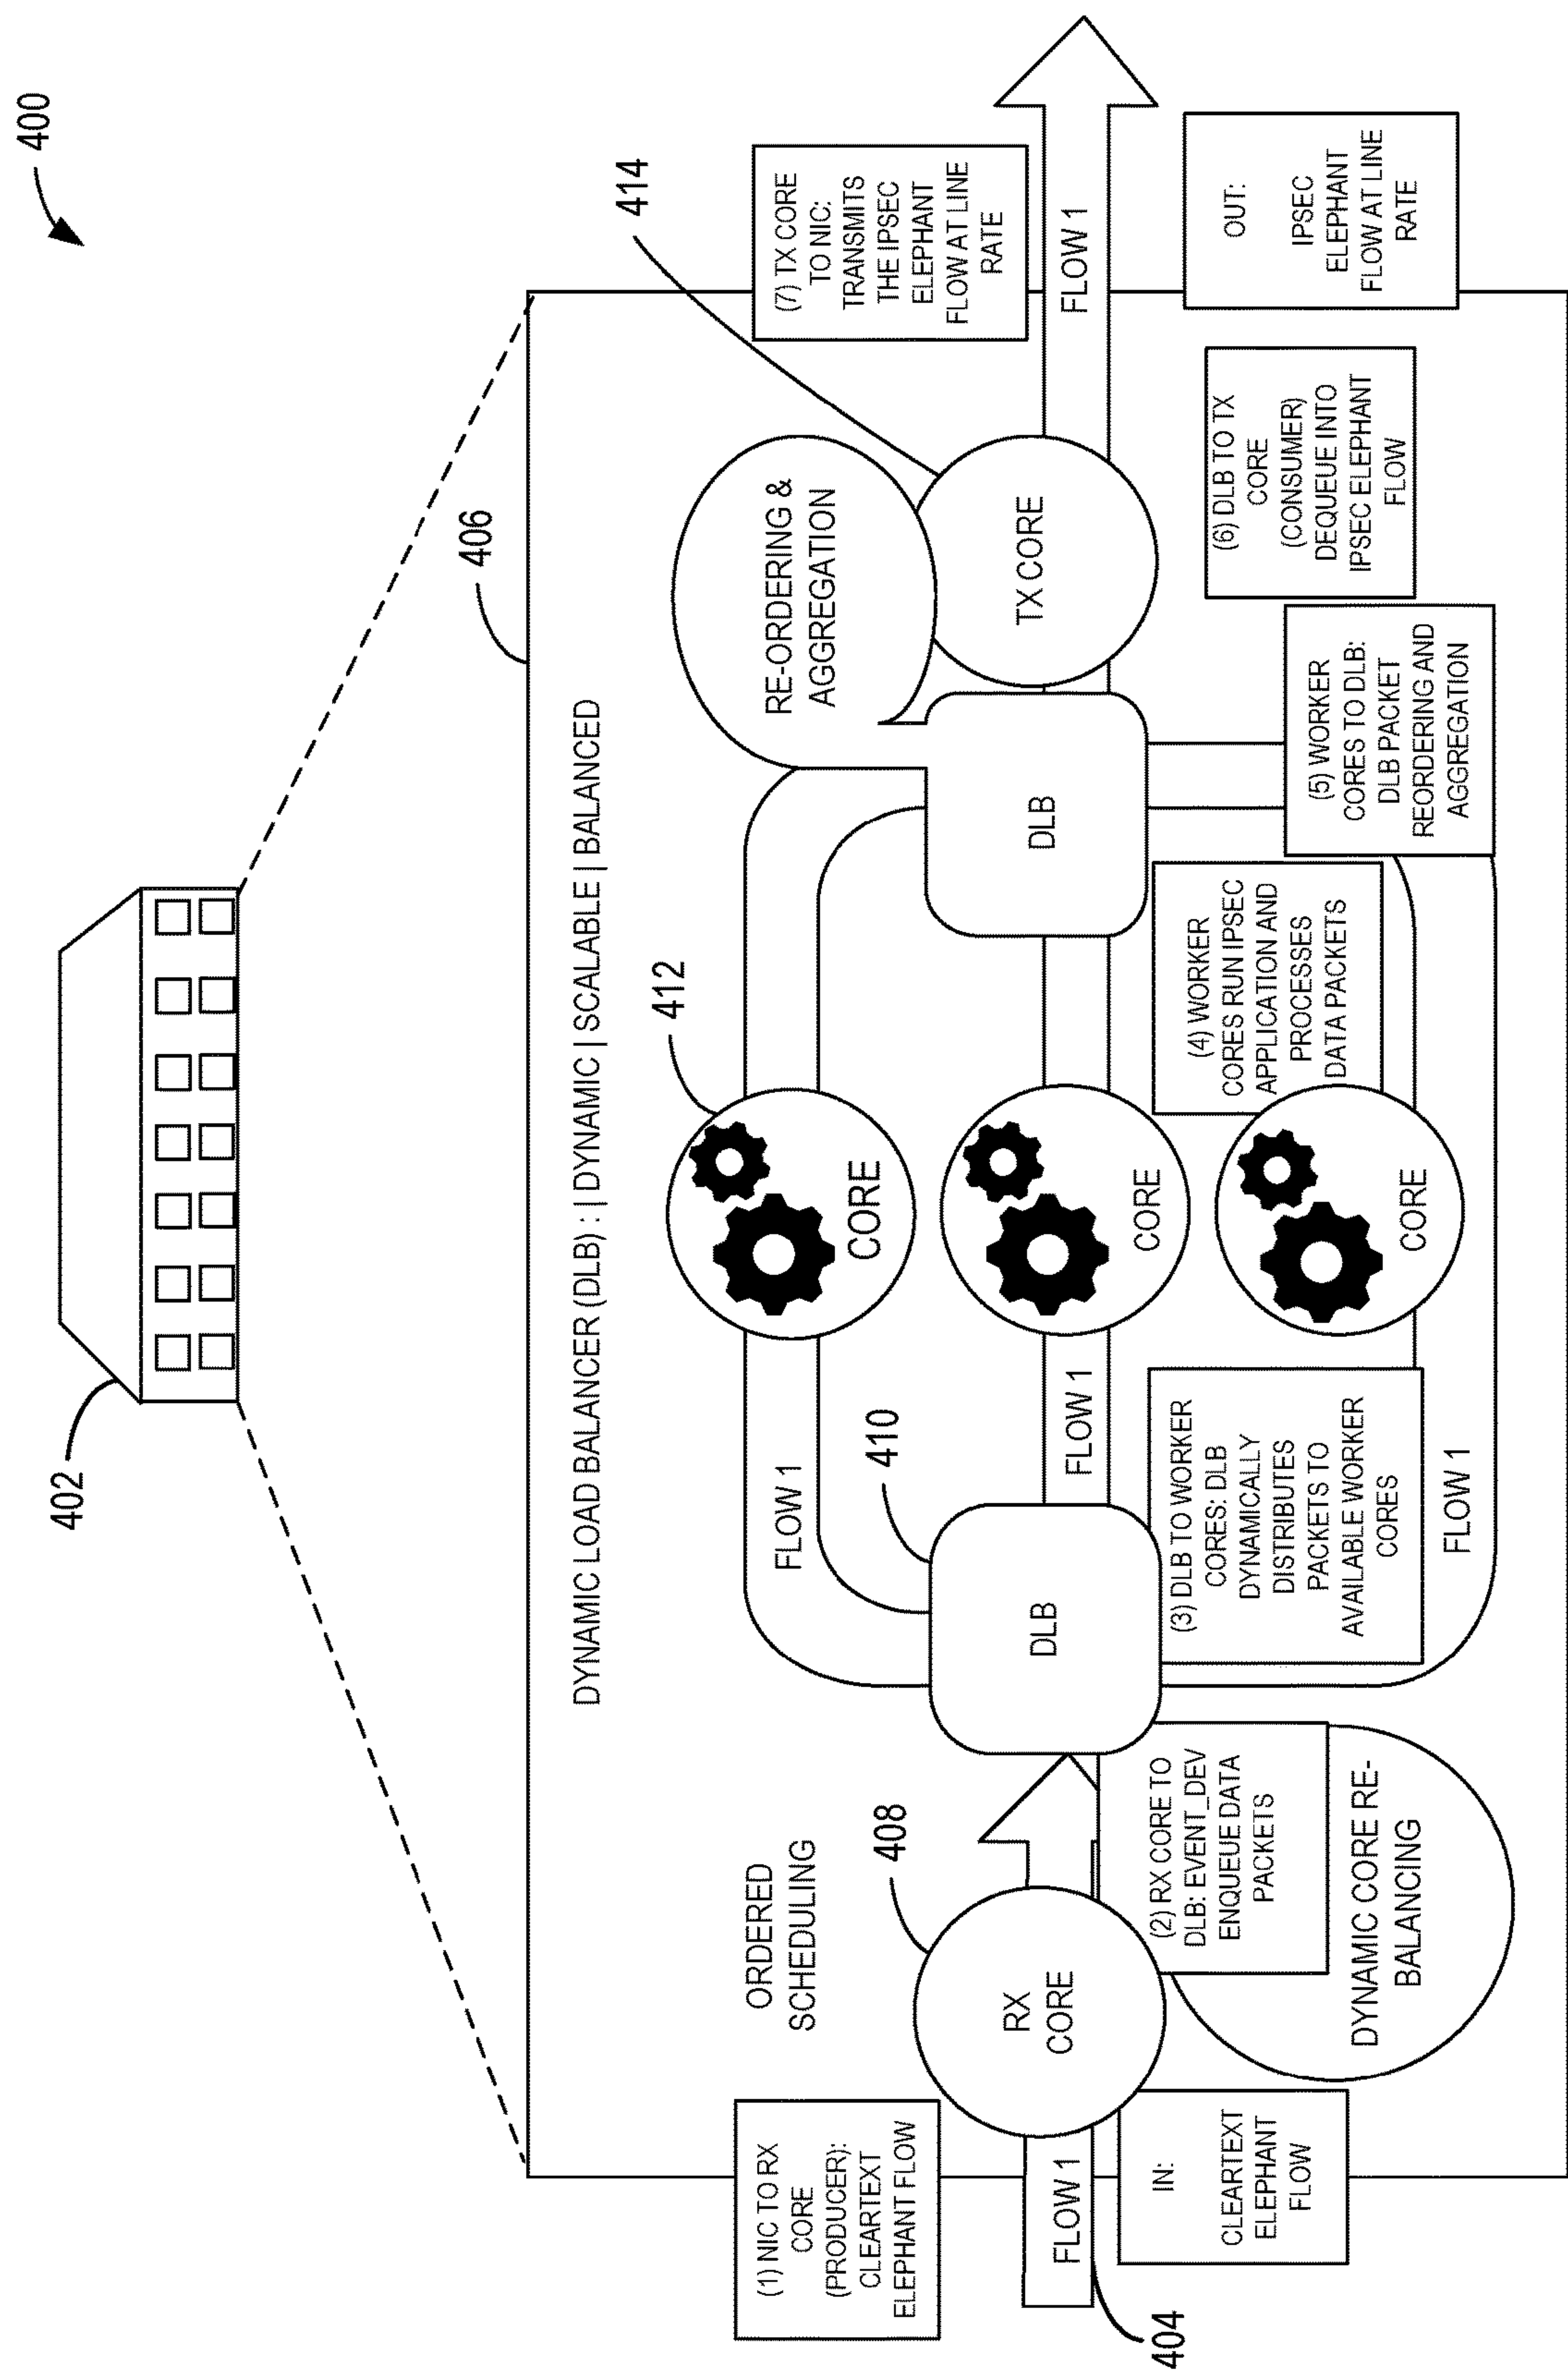 400
402
406
DYNAMIC LOAD BALANCER (DLB) : | DYNAMIC | SCALABLE | BALANCED
ORDERED
SCHEDULING
(1) NIC TO RX
CORE
(PRODUCER):
CLEARTEXT
ELEPHANT FLOW
FLOW 1
404
IN:
CLEARTEXT
ELEPHANT
FLOW
408
RX
CORE
(2) RX CORE TO
DLB: EVENT_DEV
ENQUEUE DATA
PACKETS
DYNAMIC CORE RE-
BALANCING
410
DLB
FLOW 1
FLOW 1
(3) DLB TO WORKER
CORES: DLB
DYNAMICALLY
DISTRIBUTES
PACKETS TO
AVAILABLE WORKER
CORES
FLOW 1
412
CORE
CORE
CORE
(4) WORKER
CORES RUN IPSEC
APPLICATION AND
PROCESSES
DATA PACKETS
DLB
(5) WORKER
CORES TO DLB:
DLB PACKET
REORDERING AND
AGGREGATION
RE-ORDERING &
AGGREGATION
414
TX CORE
(6) DLB TO TX
CORE
(CONSUMER)
DEQUEUE INTO
IPSEC ELEPHANT
FLOW
(7) TX CORE
TO NIC:
TRANSMITS
THE IPSEC
ELEPHANT
FLOW AT LINE
RATE
FLOW 1
OUT:
IPSEC
ELEPHANT
FLOW AT LINE
RATE